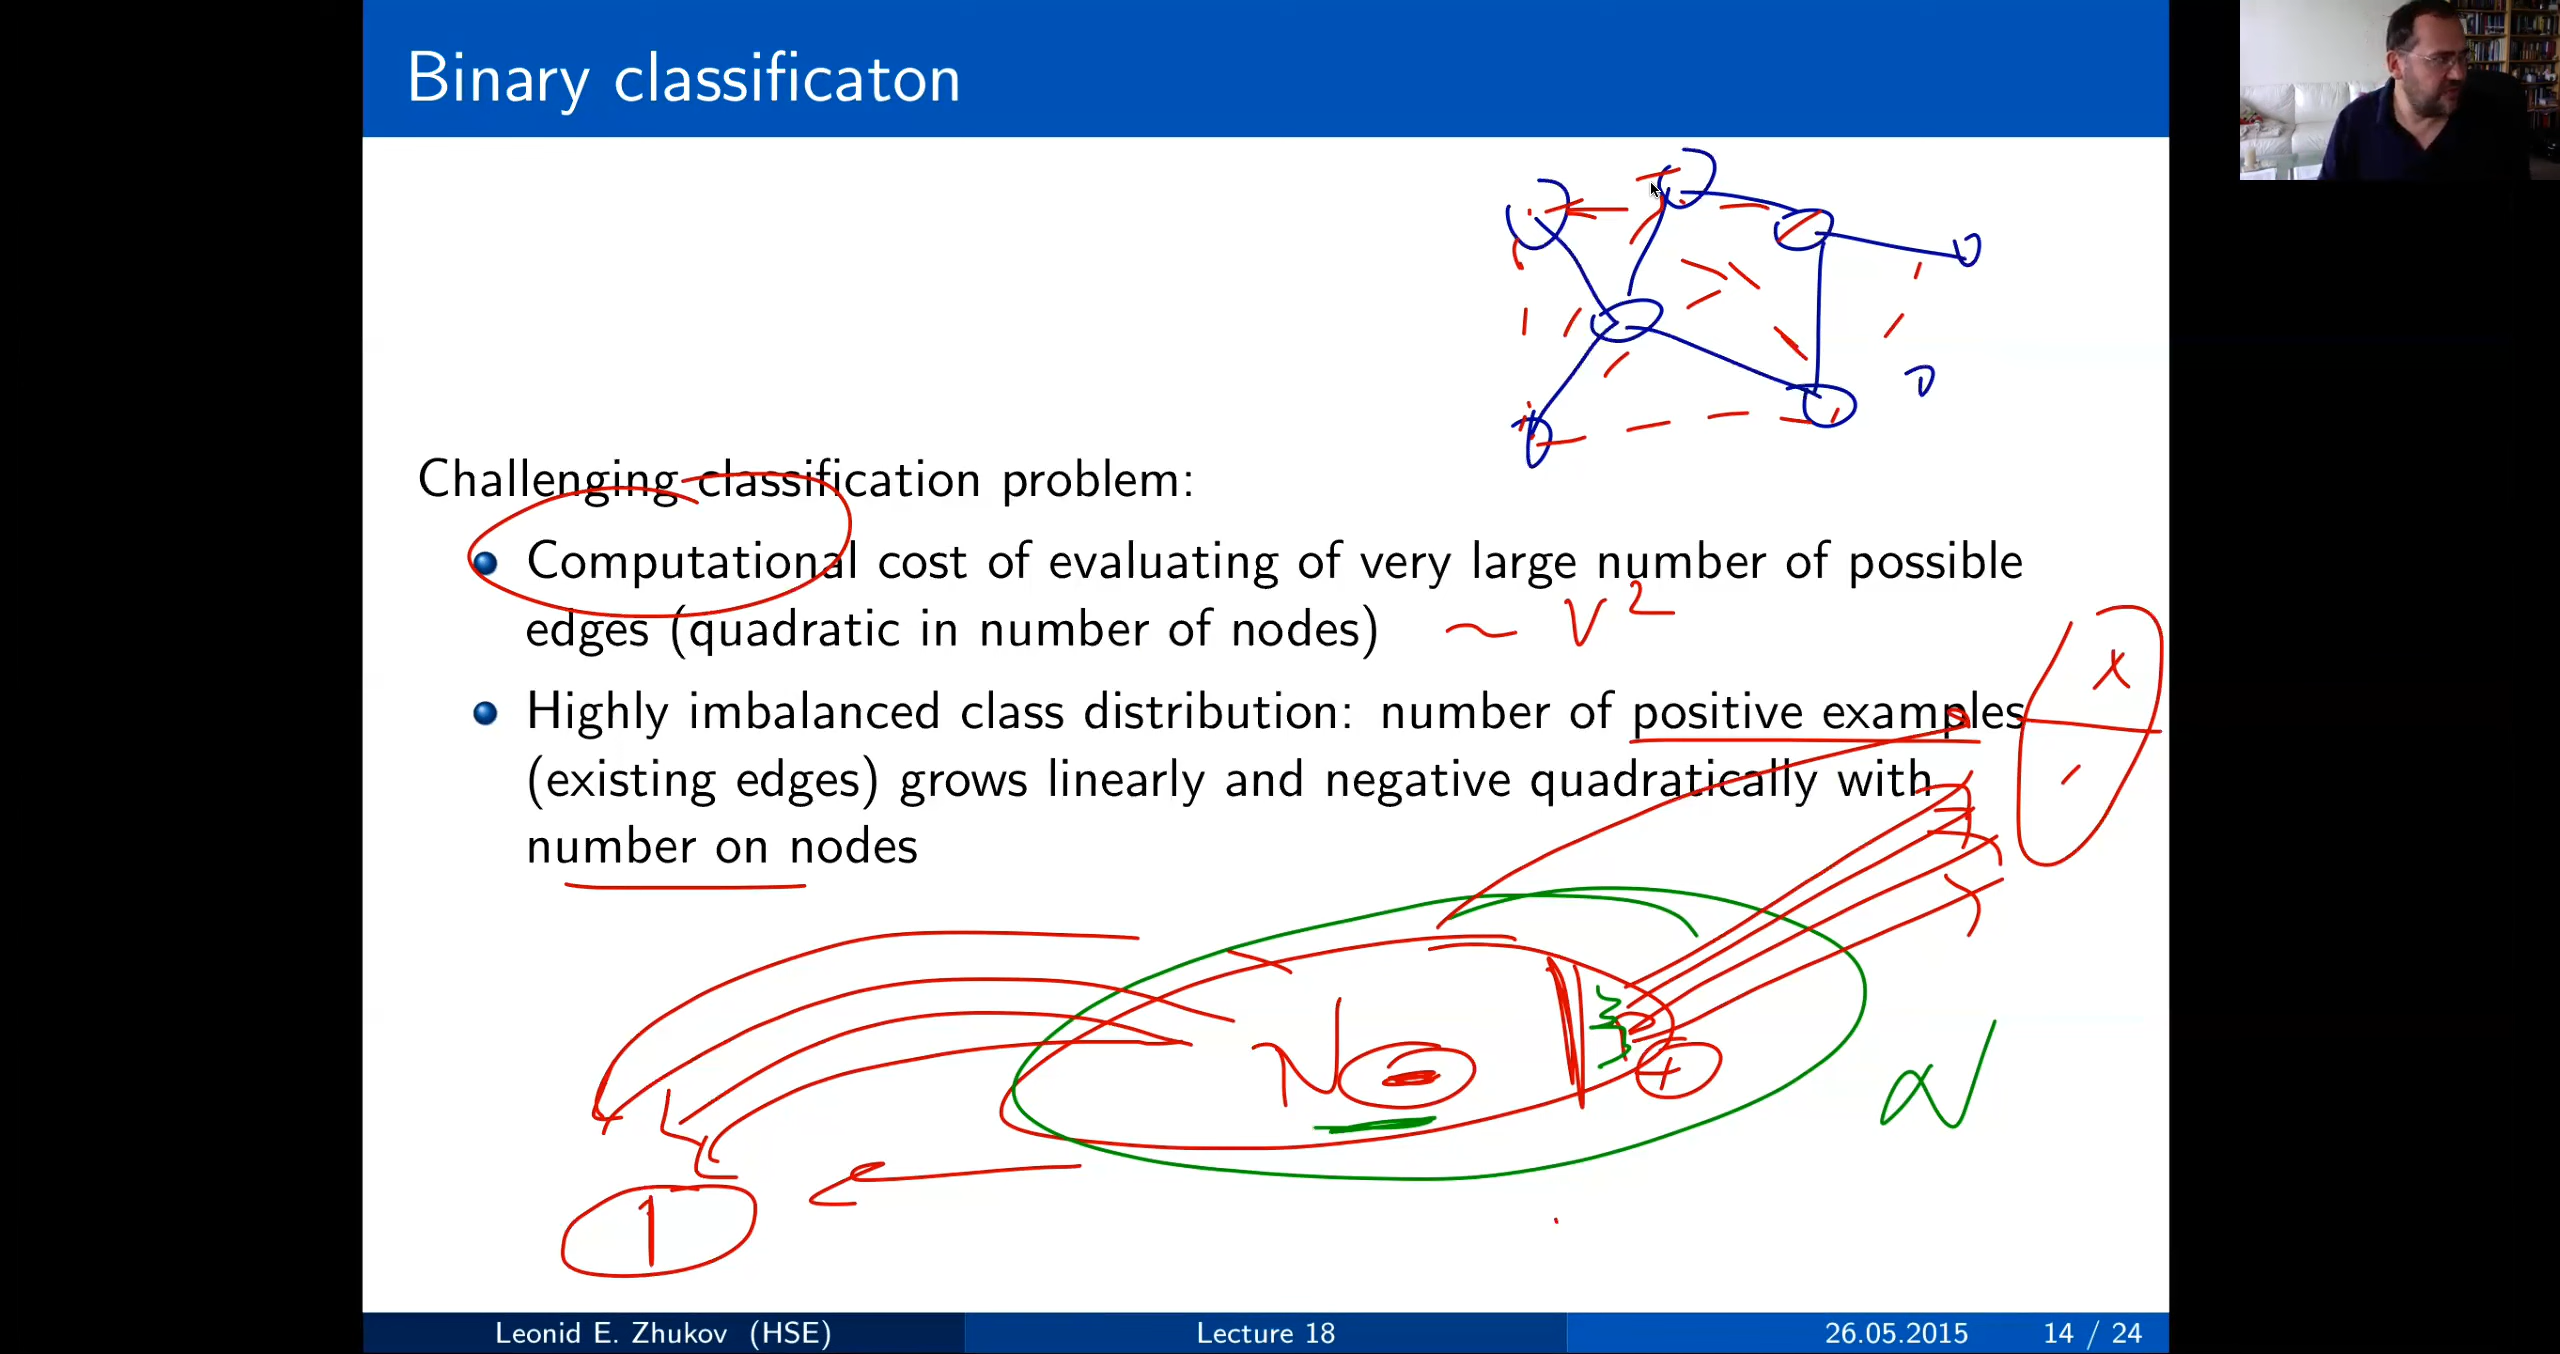 Binary classificaton
Challenging classification problem:
Computational cost of evaluating of very large number of possible
edges (quadratic in number of nodes) ~ V²
Highly imbalanced class distribution: number of positive examples
(existing edges) grows linearly and negative quadratically with
number on nodes
N
+
1
Leonid E. Zhukov (HSE) Lecture 18 26.05.2015 14 / 24